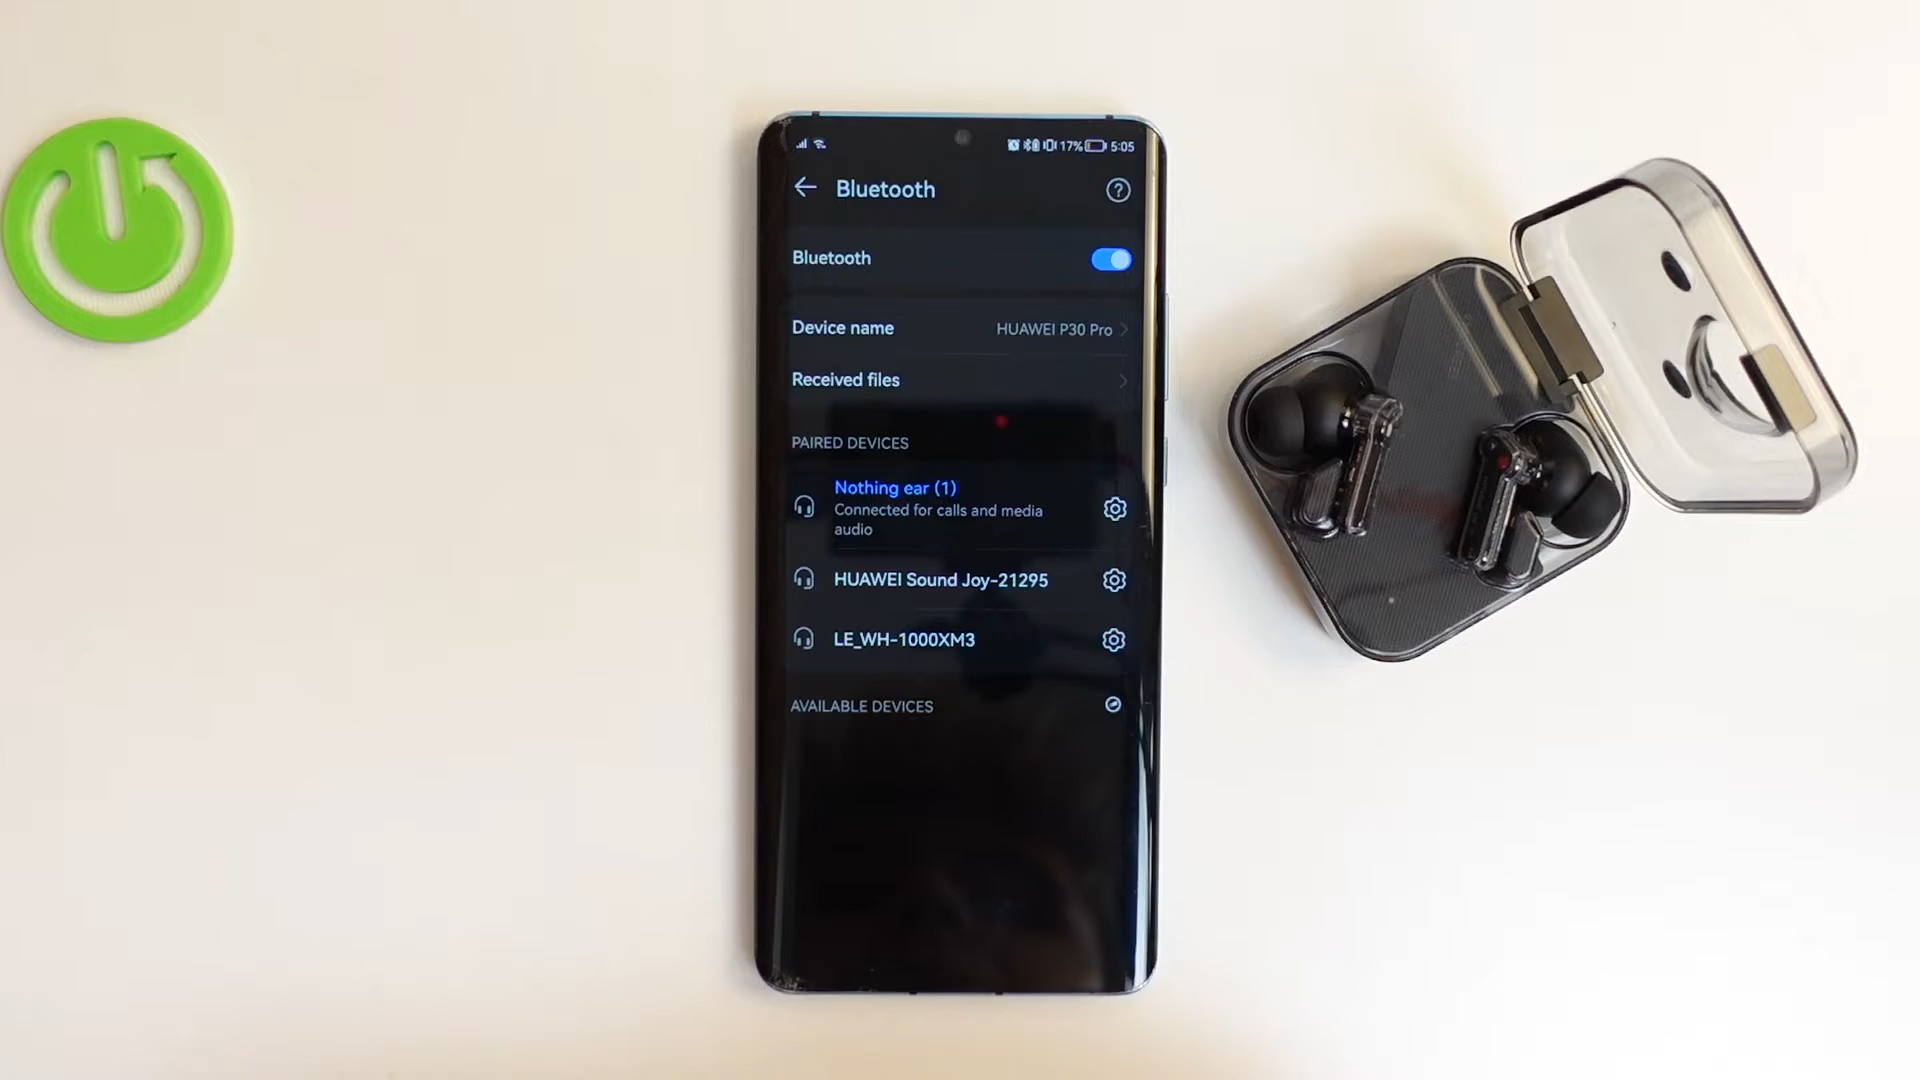 17% 5:05
Bluetooth
Bluetooth
Device name HUAWEI P30 Pro
Received files
PAIRED DEVICES
Nothing ear (1)
Connected for calls and media
audio
HUAWEI Sound Joy-21295
LE_WH-1000XM3
AVAILABLE DEVICES